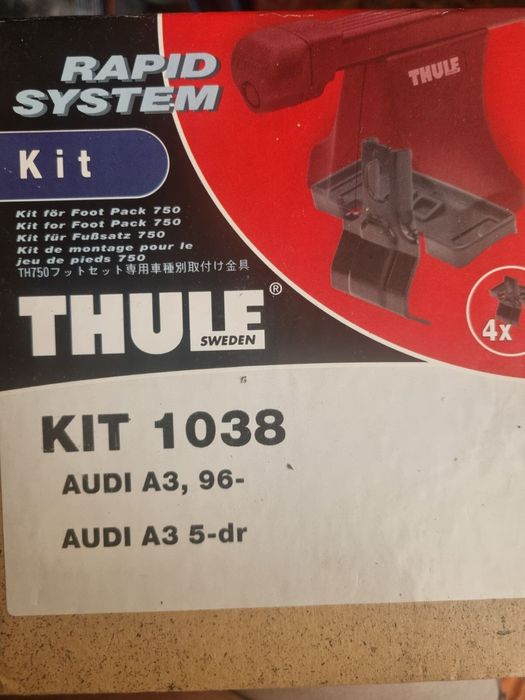 RAPID
SYSTEM
THULE
Kit
Kit för Foot Pack 750
Kit for Foot Pack 750
Kit für Fußsatz 750
Kit de montage pour le
jeu de pieds 750
TH750フットセット専用車種別取付け金具
THULE®
SWEDEN
4x
KIT 1038
AUDI A3, 96-
AUDI A3 5-dr